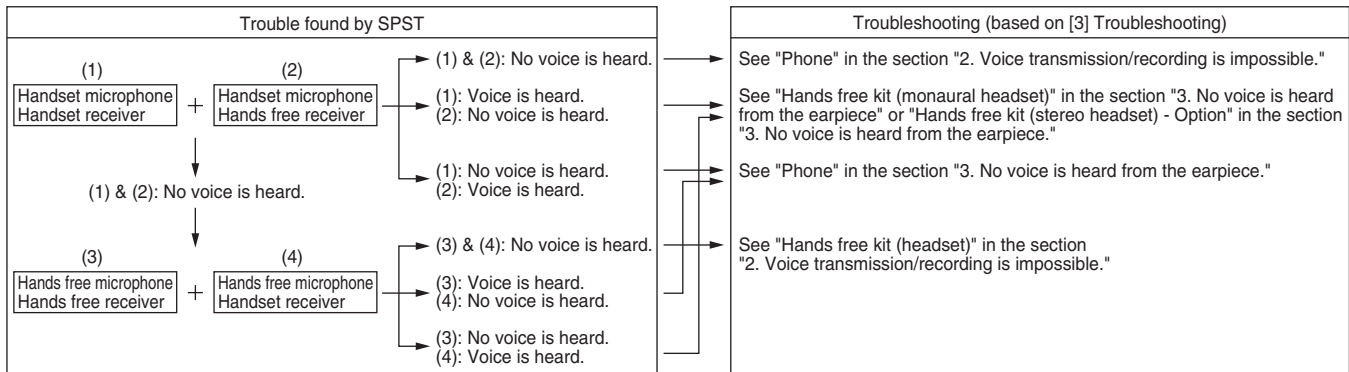 Trouble found by SPST
Troubleshooting (based on [3] Troubleshooting)
(1)
Handset microphone
Handset receiver
+
(2)
Handset microphone
Hands free receiver
(1) & (2): No voice is heard.
(1): Voice is heard.
(2): No voice is heard.
(1): No voice is heard.
(2): Voice is heard.
(1) & (2): No voice is heard.
(3)
Hands free microphone
Hands free receiver
+
(4)
Hands free microphone
Handset receiver
(3) & (4): No voice is heard.
(3): Voice is heard.
(4): No voice is heard.
(3): No voice is heard.
(4): Voice is heard.
See "Phone" in the section "2. Voice transmission/recording is impossible."
See "Hands free kit (monaural headset)" in the section "3. No voice is heard
from the earpiece" or "Hands free kit (stereo headset) - Option" in the section
"3. No voice is heard from the earpiece."
See "Phone" in the section "3. No voice is heard from the earpiece."
See "Hands free kit (headset)" in the section
"2. Voice transmission/recording is impossible."